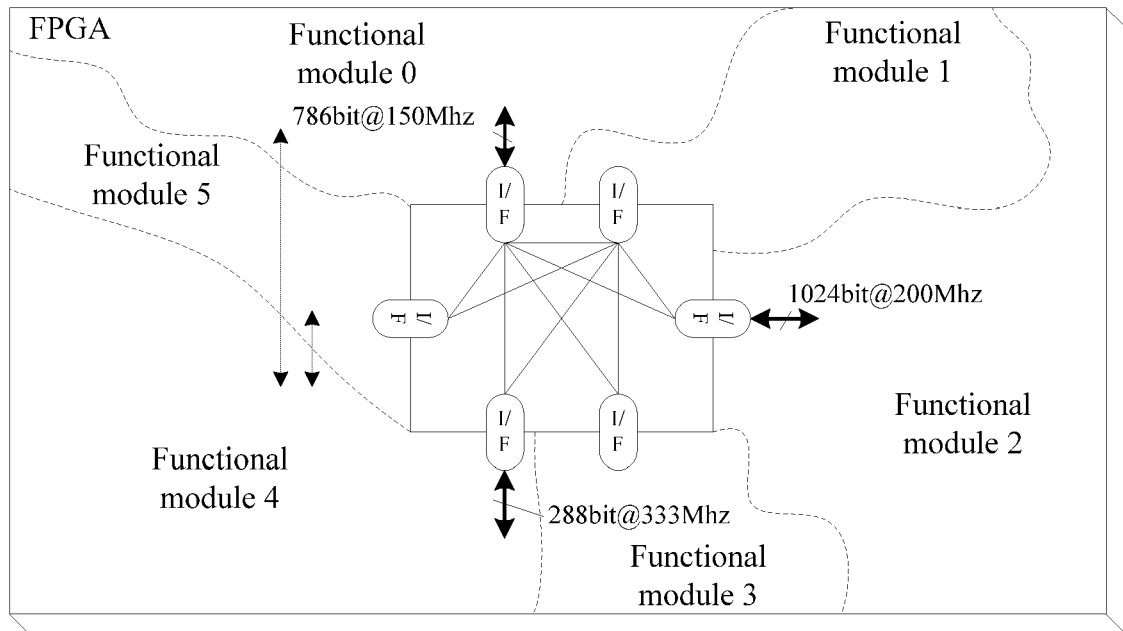 FPGA
Functional
module 0
786bit@150Mhz
Functional
module 1
Functional
module 5
I/
F
I/
F
I/
F
I/
F
1024bit@200Mhz
Functional
module 2
I/
F
I/
F
Functional
module 4
288bit@333Mhz
Functional
module 3